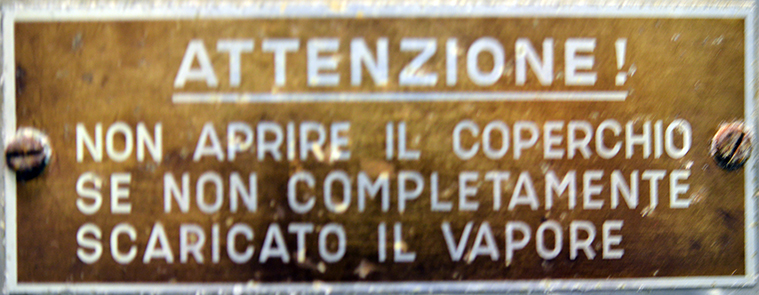 ATTENZIONE!
NON APRIRE IL COPERCHIO
SE NON COMPLETAMENTE
SCARICATO IL VAPORE